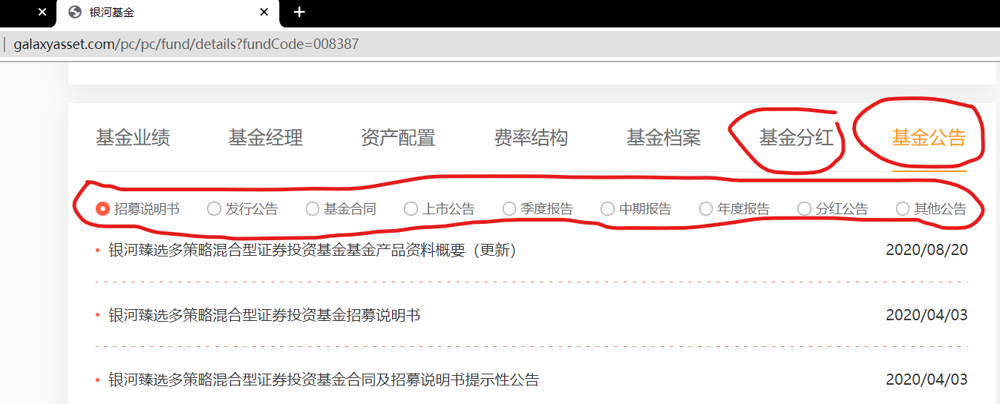 银河基金
galaxyasset.com/pc/pc/fund/details?fundCode=008387
基金业绩 基金经理 资产配置 费率结构 基金档案 基金分红 基金公告
招募说明书 发行公告 基金合同 上市公告 季度报告 中期报告 年度报告 分红公告 其他公告
银河臻选多策略混合型证券投资基金基金产品资料概要（更新） 2020/08/20
银河臻选多策略混合型证券投资基金招募说明书 2020/04/03
银河臻选多策略混合型证券投资基金合同及招募说明书提示性公告 2020/04/03